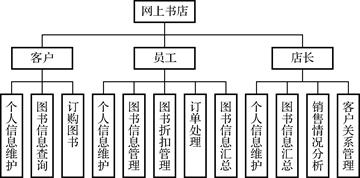 网上书店
客户
员工
店长
个人信息维护
图书信息查询
订购图书
个人信息维护
图书信息管理
图书折扣管理
订单处理
图书信息汇总
个人信息维护
图书信息汇总
销售情况分析
客户关系管理